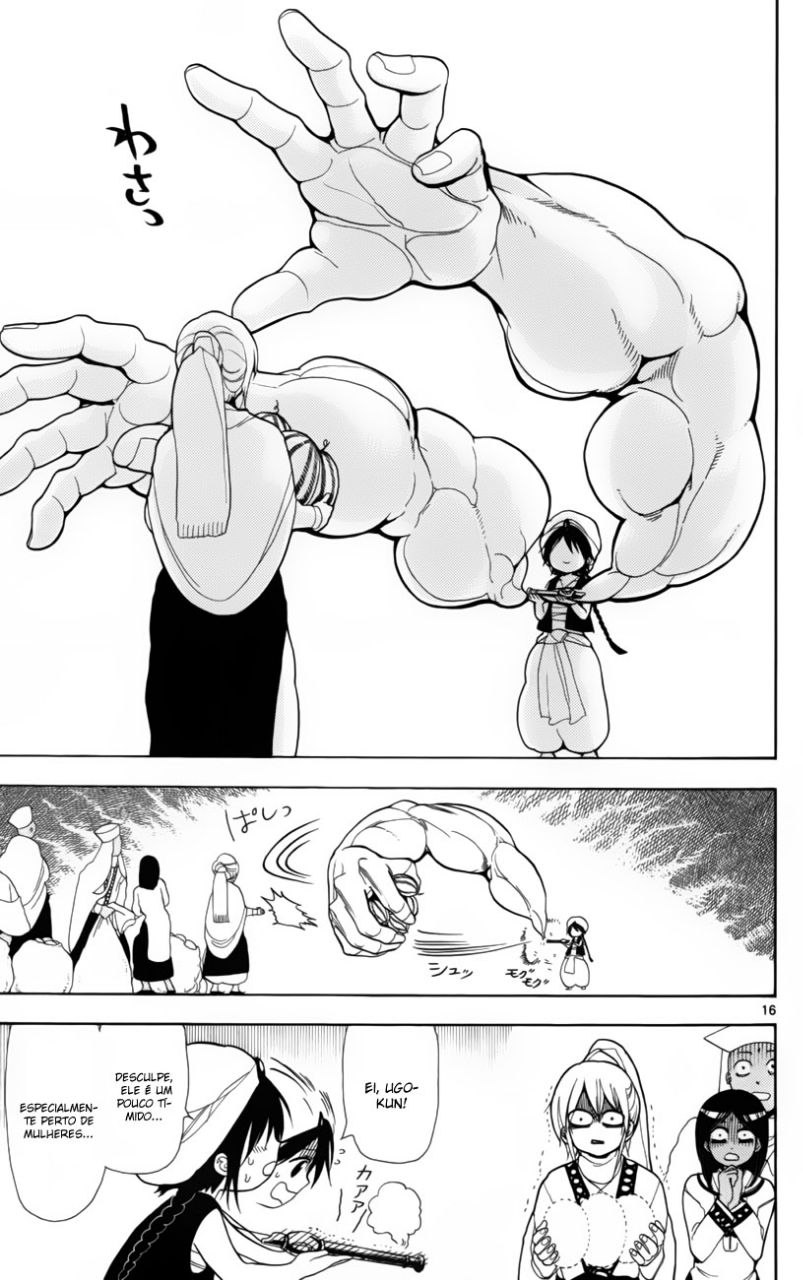 わさっ
ぱしっ
シュッ
モグ
モグ
16
EI, UGO-
KUN!
DESCULPE,
ELE É UM
POUCO TÍ-
MIDO...
ESPECIALMEN-
TE PERTO DE
MULHERES...
カアァ